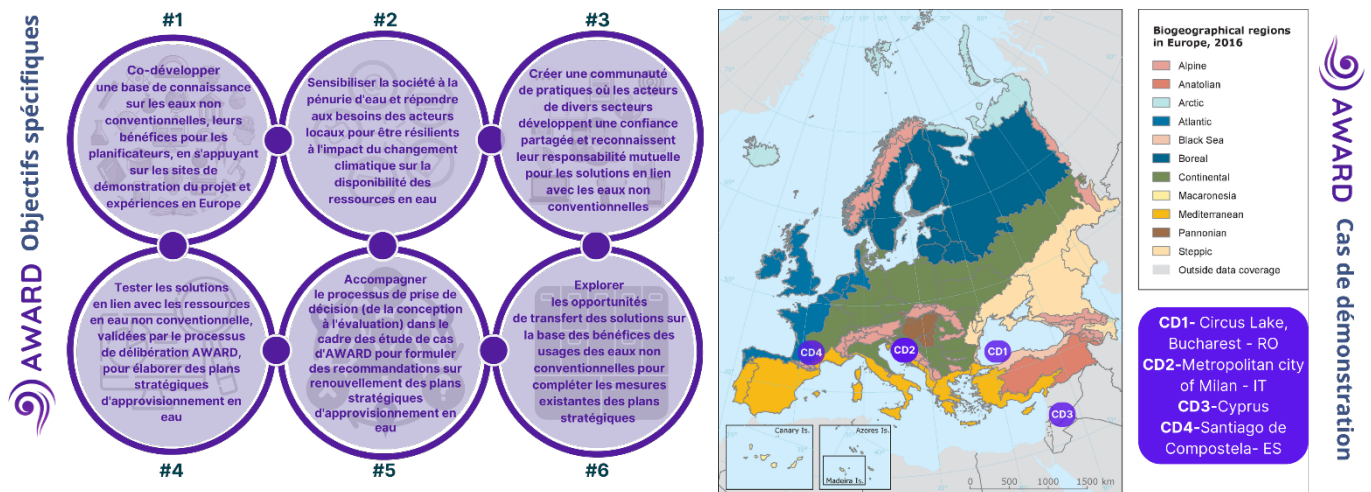 AWARD Objectifs spécifiques
#1
#2
#3
Co-développer
une base de connaissance
sur les eaux non
conventionnelles, leurs
bénéfices pour les
planificateurs, en s'appuyant
sur les sites de
démonstration du projet et
expériences en Europe
Sensibiliser la société à la
pénurie d'eau et répondre
aux besoins des acteurs
locaux pour être résilients
à l'impact du changement
climatique sur la
disponibilité des
ressources en eau
Créer une communauté
de pratiques où les acteurs
de divers secteurs
développent une confiance
partagée et reconnaissent
leur responsabilité mutuelle
pour les solutions en lien
avec les eaux non
conventionnelles
Tester les solutions
en lien avec les ressources
en eau non conventionnelle,
validées par le processus
de délibération AWARD,
pour élaborer des plans
stratégiques
d'approvisionnement en
eau
Accompagner
le processus de prise de
décision (de la conception
à l'évaluation) dans le
cadre des étude de cas
d'AWARD pour formuler
des recommandations sur
renouvellement des plans
stratégiques
d'approvisionnement en
eau
Explorer
les opportunités
de transfert des solutions sur
la base des bénéfices des
usages des eaux non
conventionnelles pour
compléter les mesures
existantes des plans
stratégiques
#4
#5
#6
CD4
CD2
CD1
CD3
Canary Is.
Azores Is.
Madeira Is.
0 500 1000 1500 km
Biogeographical regions
in Europe, 2016
Alpine
Anatolian
Arctic
Atlantic
Black Sea
Boreal
Continental
Macaronesia
Mediterranean
Pannonian
Steppic
Outside data coverage
CD1- Circus Lake,
Bucharest - RO
CD2-Metropolitan city
of Milan - IT
CD3-Cyprus
CD4-Santiago de
Compostela- ES
AWARD Cas de démonstration